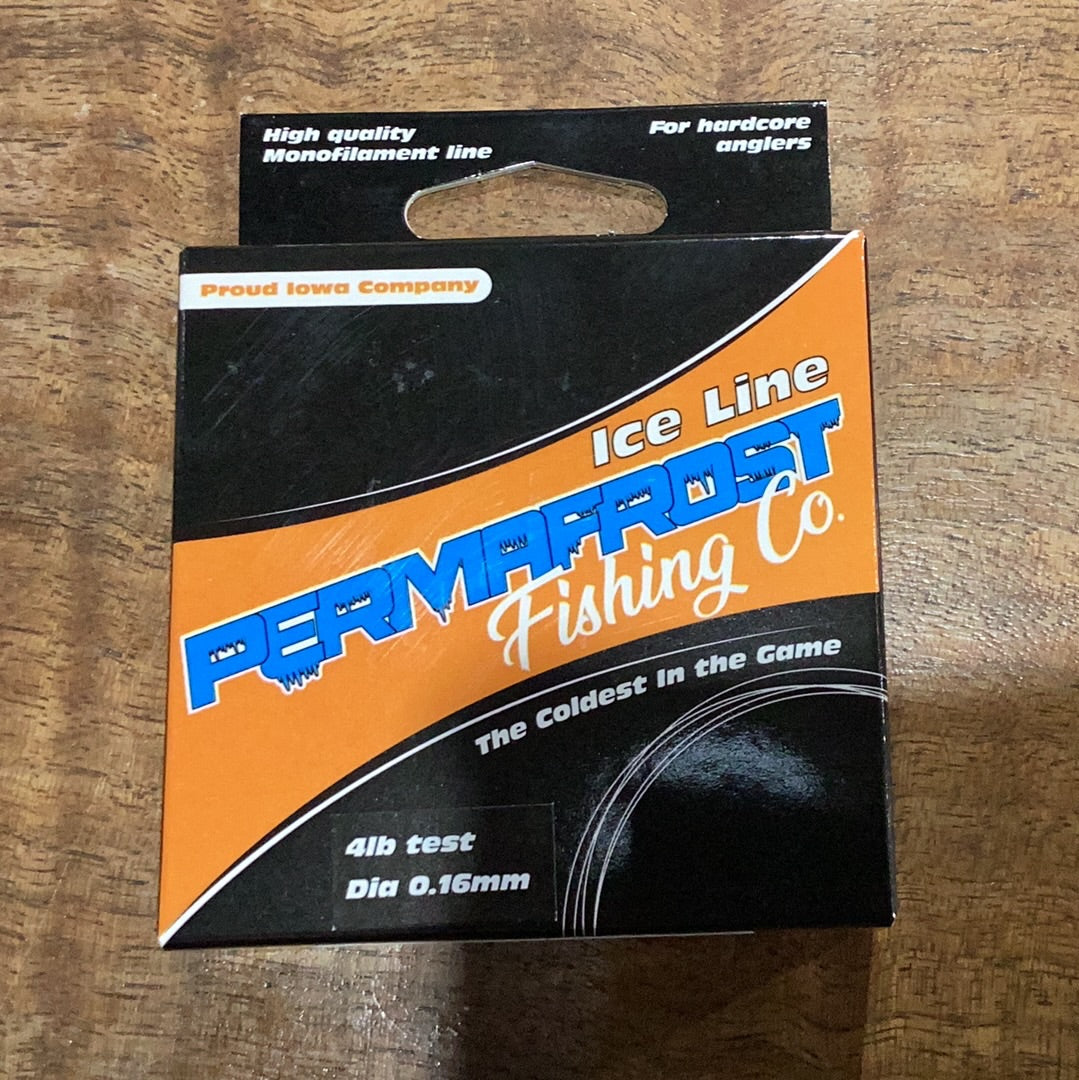 High quality
Monofilament line
For hardcore
anglers
Proud Iowa Company
Ice Line
PERMAFROST
Fishing Co.
The Coldest In the Game
4lb test
Dia 0.16mm